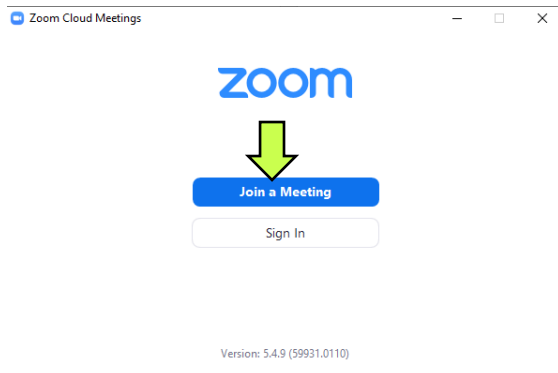 Zoom Cloud Meetings
zoom
Join a Meeting
Sign In
Version: 5.4.9 (59931.0110)